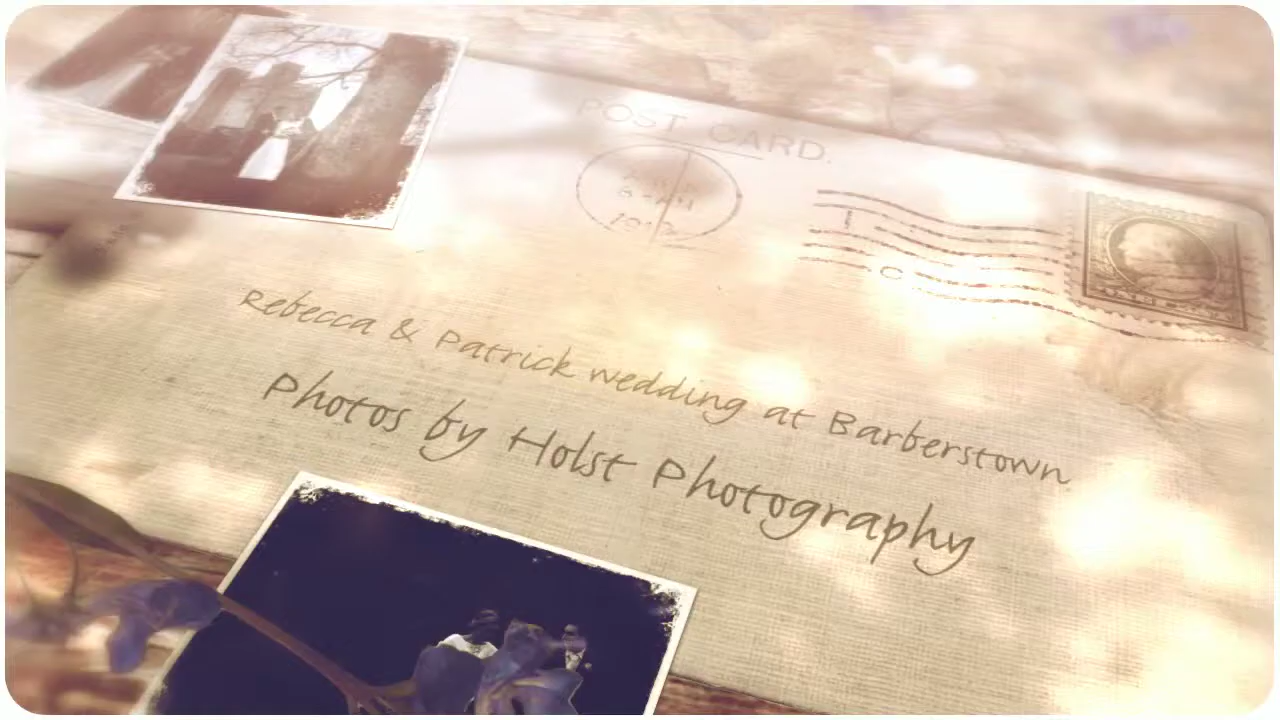 POST CARD.
Rebecca & Patrick wedding at Barberstown
Photos by Holst Photography